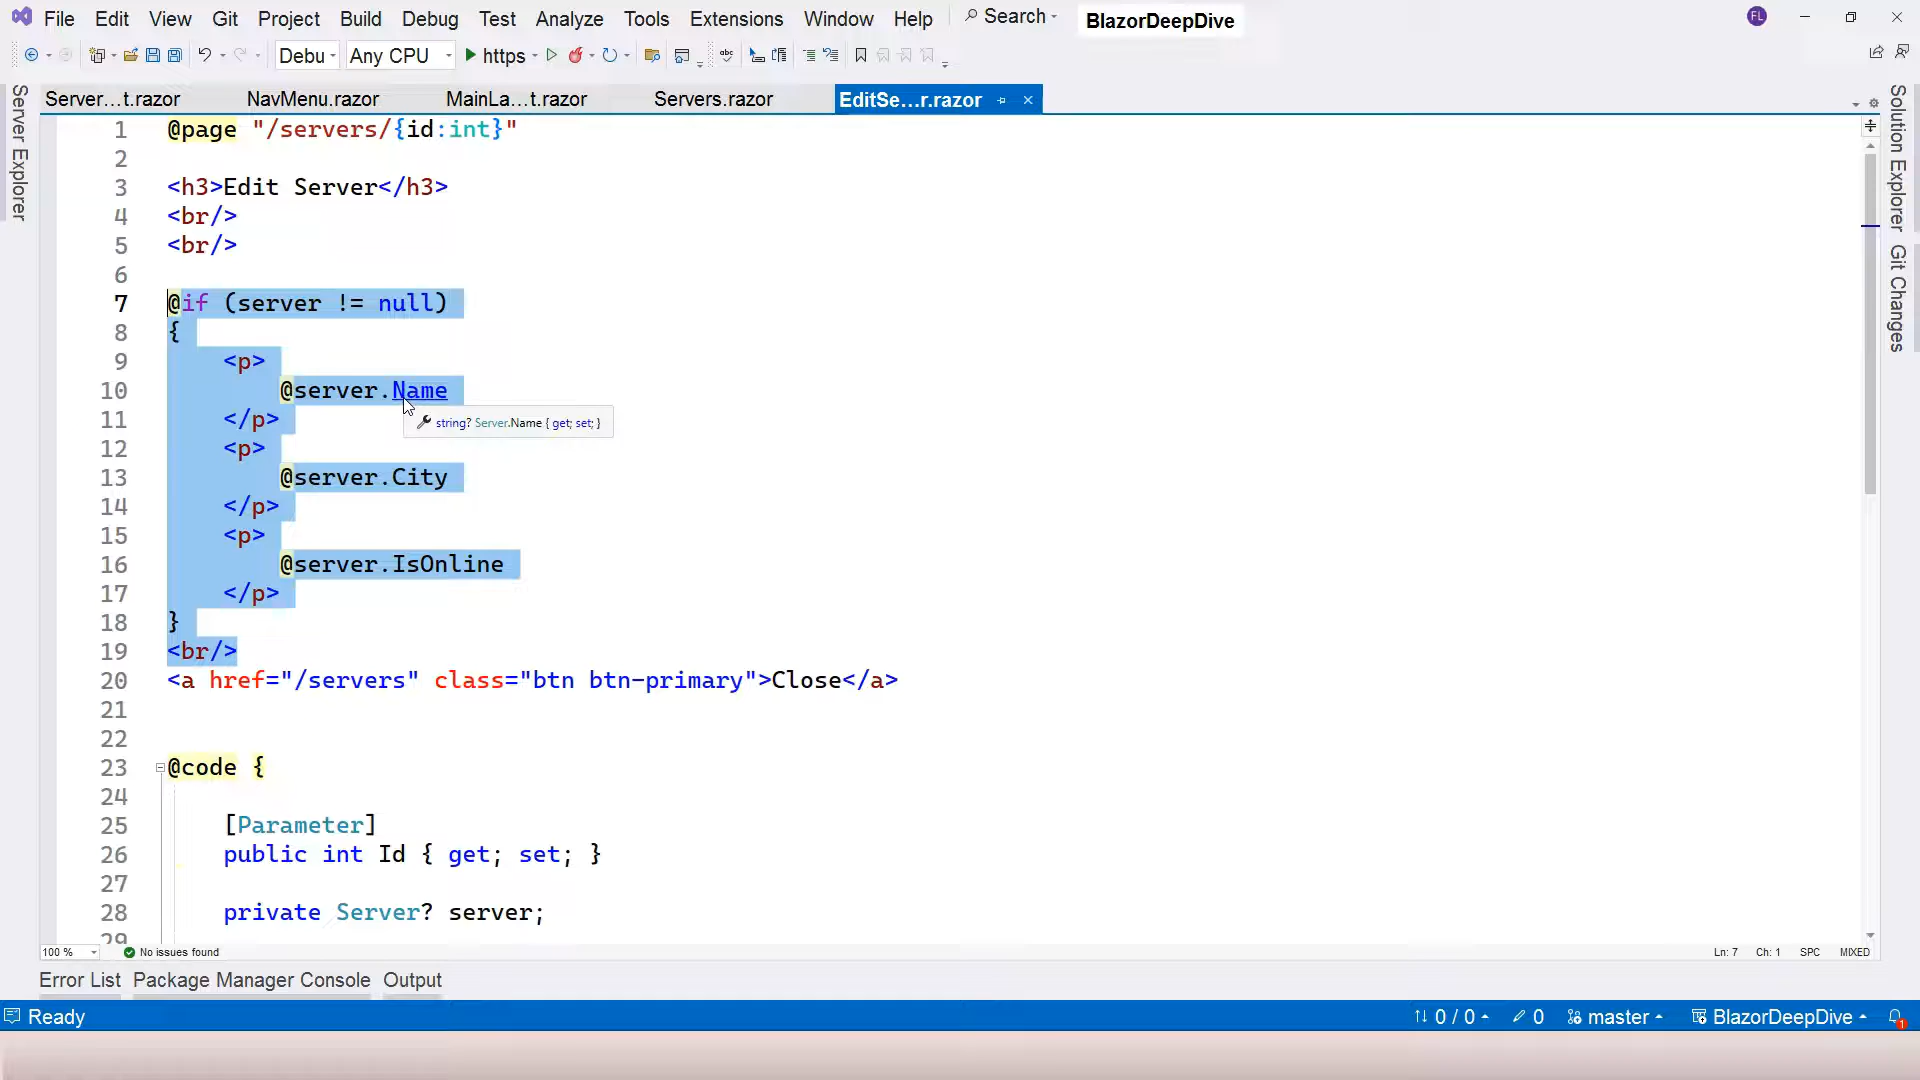 File Edit View Git Project Build Debug Test Analyze Tools Extensions Window Help Search BlazorDeepDive FL
Debu Any CPU https abc
Server...t.razor NavMenu.razor MainLa...t.razor Servers.razor EditSe...r.razor
Server Explorer
Solution Explorer
Git Changes
1 @page "/servers/{id:int}"
2
3 <h3>Edit Server</h3>
4 <br/>
5 <br/>
6
7 @if (server != null)
8 {
9 <p>
10 @server.Name
string? Server.Name { get; set; }
11 </p>
12 <p>
13 @server.City
14 </p>
15 <p>
16 @server.IsOnline
17 </p>
18 }
19 <br/>
20 <a href="/servers" class="btn btn-primary">Close</a>
21
22
23 @code {
24
25 [Parameter]
26 public int Id { get; set; }
27
28 private Server? server;
29
100 % No issues found Ln: 7 Ch: 1 SPC MIXED
Error List Package Manager Console Output
Ready 0 / 0 0 master BlazorDeepDive 1